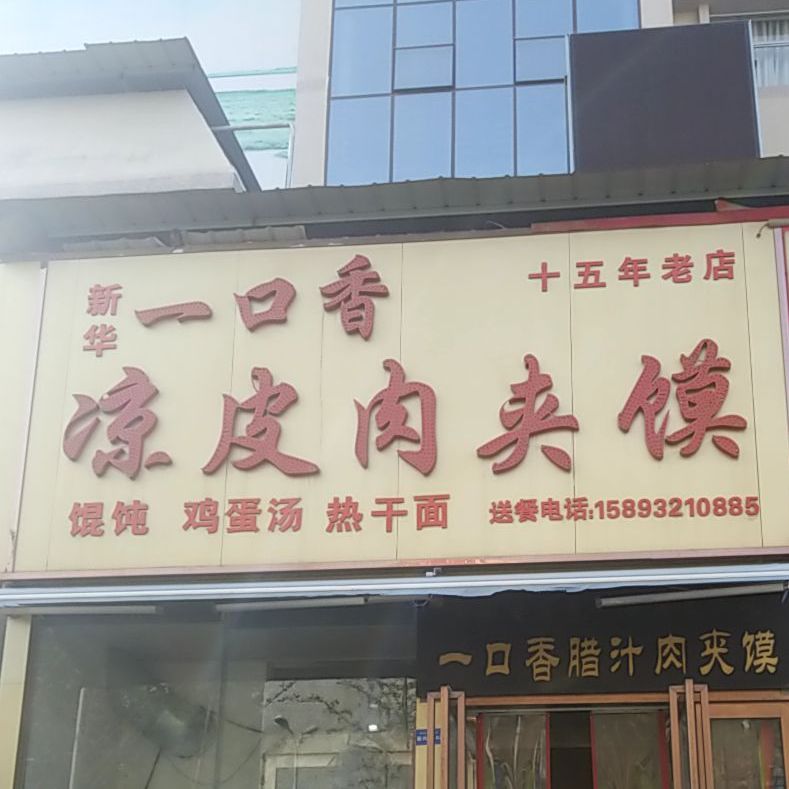 新华
一口香
十五年老店
凉皮肉夹馍
馄饨 鸡蛋汤 热干面
送餐电话:15893210885
一口香腊汁肉夹馍